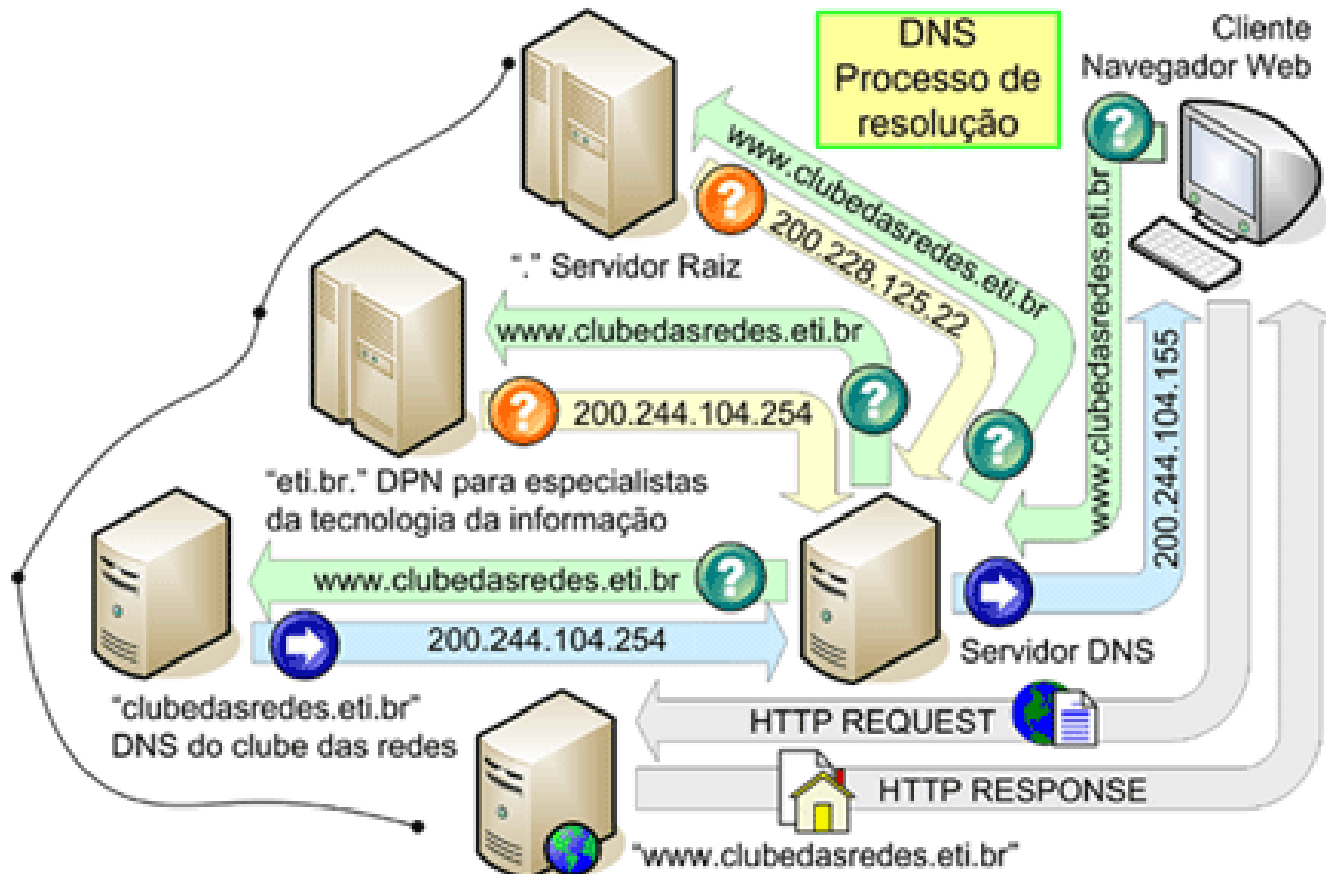 DNS
Processo de
resolução
Cliente
Navegador Web
www.clubedasredes.eti.br
200.228.125.22
www.clubedasredes.eti.br
200.244.104.155
"." Servidor Raiz
www.clubedasredes.eti.br
200.244.104.254
"eti.br." DPN para especialistas
da tecnologia da informação
www.clubedasredes.eti.br
200.244.104.254
Servidor DNS
"clubedasredes.eti.br"
DNS do clube das redes
HTTP REQUEST
HTTP RESPONSE
"www.clubedasredes.eti.br"